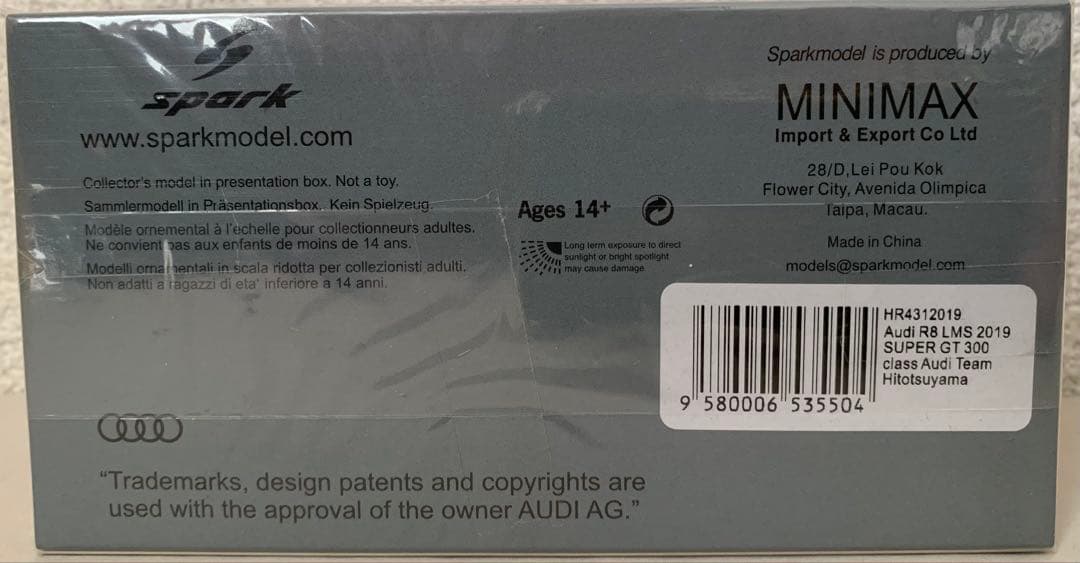 spark
www.sparkmodel.com
Collector's model in presentation box. Not a toy.
Sammlermodell in Präsentationsbox. Kein Spielzeug.
Modèle ornemental à l'échelle pour collectionneurs adultes.
Ne convient pas aux enfants de moins de 14 ans.
Modelli ornamentali in scala ridotta per collezionisti adulti.
Non adatti a ragazzi di eta' inferiore a 14 anni.
Ages 14+
Long term exposure to direct
sunlight or bright spotlight
may cause damage
Sparkmodel is produced by
MINIMAX
Import & Export Co Ltd
28/D,Lei Pou Kok
Flower City, Avenida Olimpica
Taipa, Macau.
Made in China
models@sparkmodel.com
HR4312019
Audi R8 LMS 2019
SUPER GT 300
class Audi Team
Hitotsuyama
9 580006 535504
“Trademarks, design patents and copyrights are
used with the approval of the owner AUDI AG.”